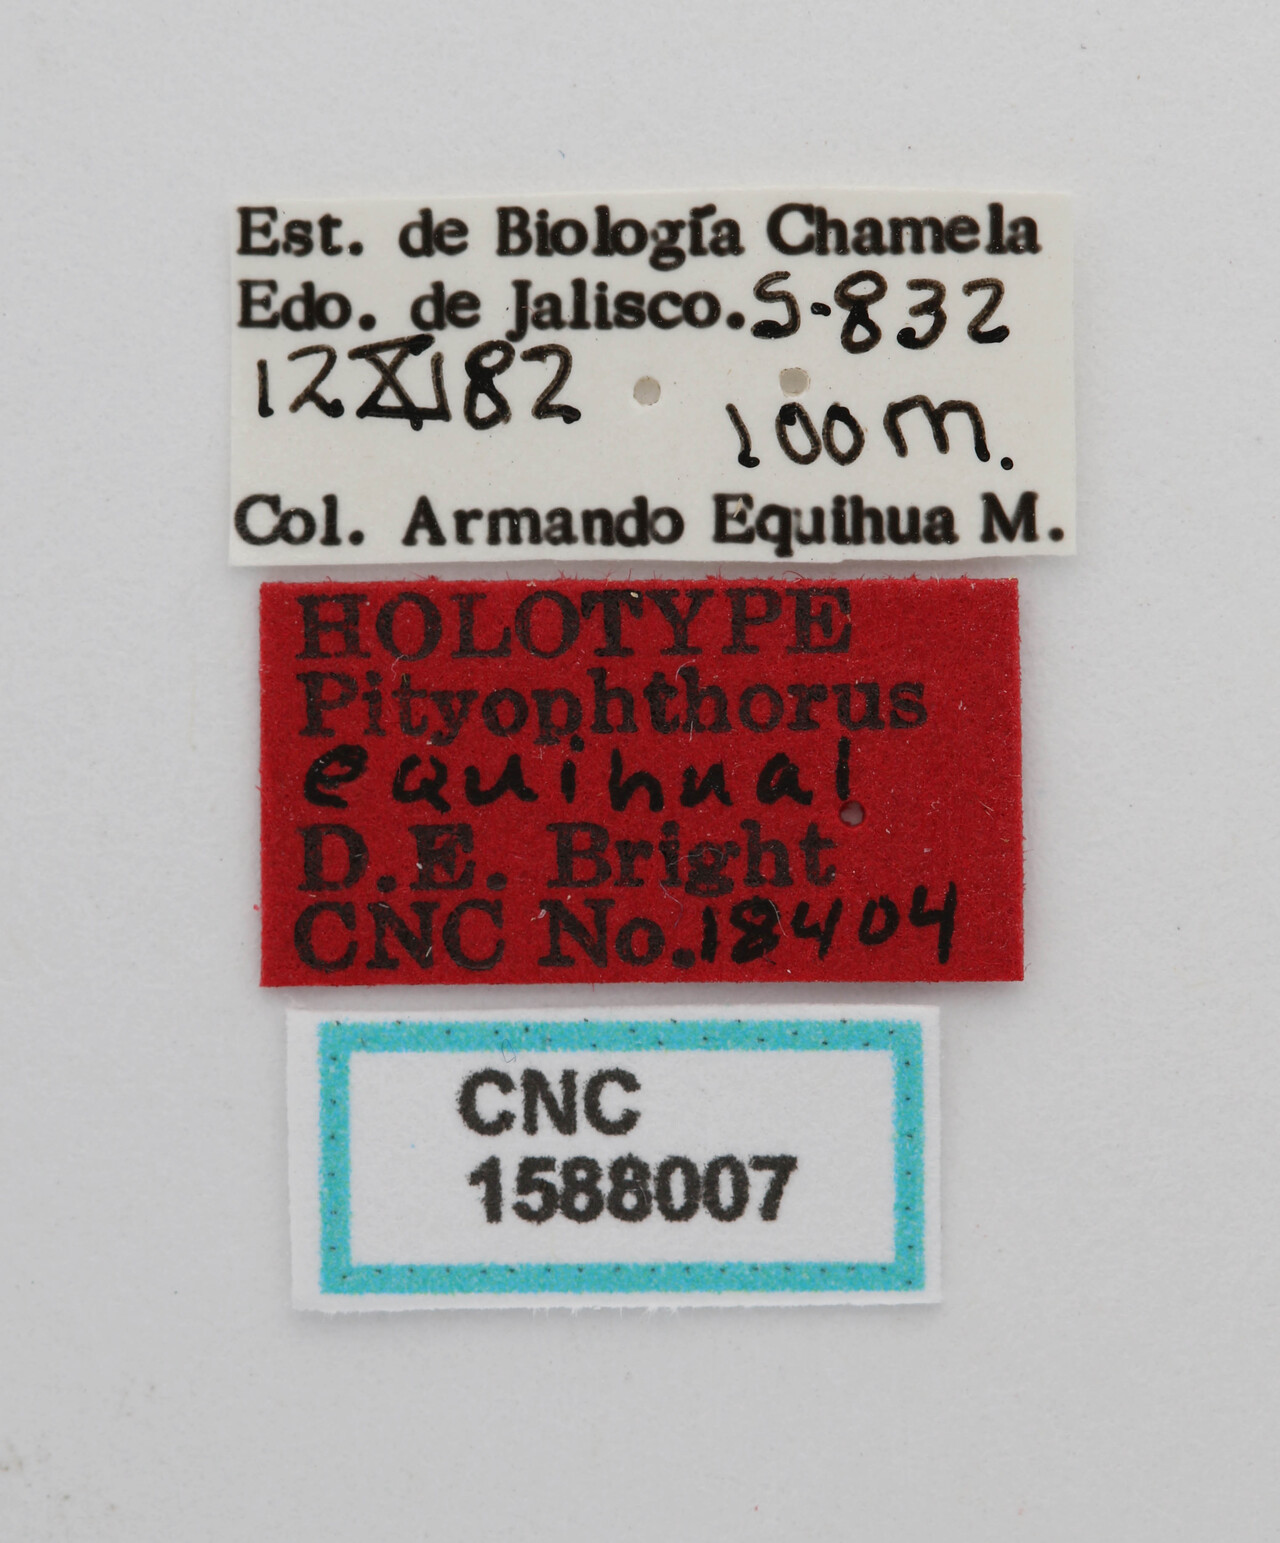 Est. de Biología Chamela
Edo. de Jalisco. S-832
12 XI 82
100 m.
Col. Armando Equihua M.
HOLOTYPE
Pityophthorus
equihuai
D.E. Bright
CNC No. 18404
CNC
1588007